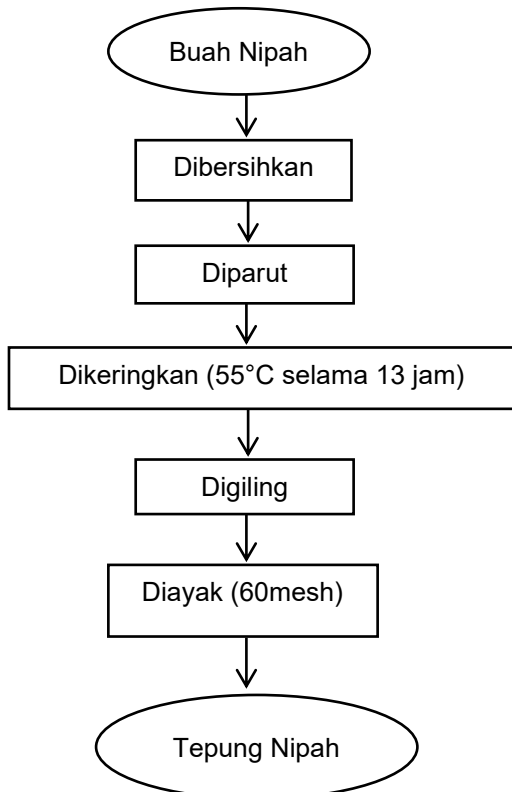 Buah Nipah
Dibersihkan
Diparut
Dikeringkan (55°C selama 13 jam)
Digiling
Diayak (60mesh)
Tepung Nipah